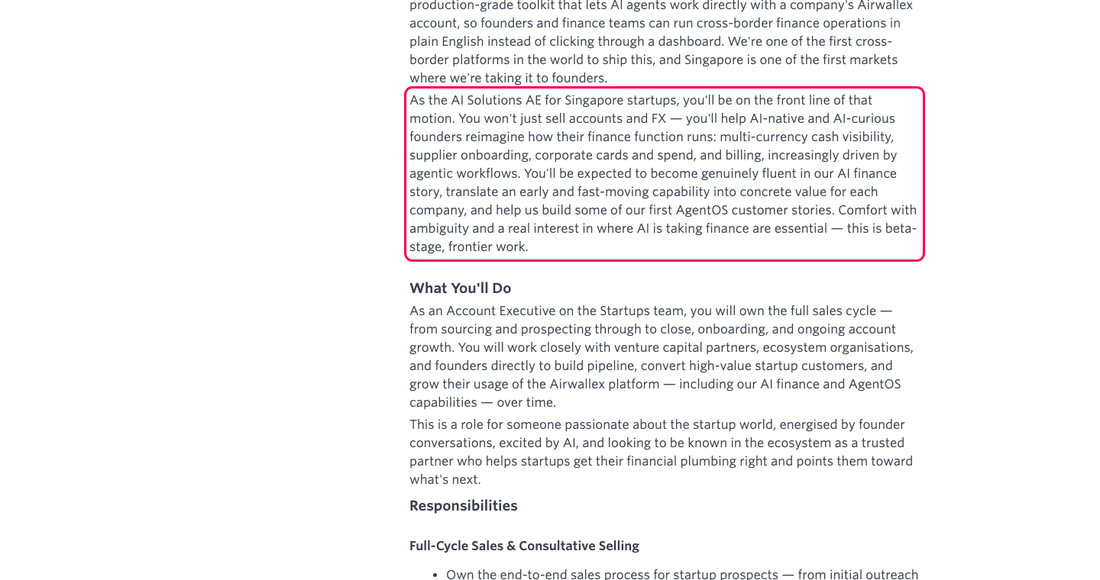 production-grade toolkit that lets AI agents work directly with a company's Airwallex
account, so founders and finance teams can run cross-border finance operations in
plain English instead of clicking through a dashboard. We're one of the first cross-
border platforms in the world to ship this, and Singapore is one of the first markets
where we're taking it to founders.
As the AI Solutions AE for Singapore startups, you'll be on the front line of that
motion. You won't just sell accounts and FX — you'll help AI-native and AI-curious
founders reimagine how their finance function runs: multi-currency cash visibility,
supplier onboarding, corporate cards and spend, and billing, increasingly driven by
agentic workflows. You'll be expected to become genuinely fluent in our AI finance
story, translate an early and fast-moving capability into concrete value for each
company, and help us build some of our first AgentOS customer stories. Comfort with
ambiguity and a real interest in where AI is taking finance are essential — this is beta-
stage, frontier work.
What You'll Do
As an Account Executive on the Startups team, you will own the full sales cycle —
from sourcing and prospecting through to close, onboarding, and ongoing account
growth. You will work closely with venture capital partners, ecosystem organisations,
and founders directly to build pipeline, convert high-value startup customers, and
grow their usage of the Airwallex platform — including our AI finance and AgentOS
capabilities — over time.
This is a role for someone passionate about the startup world, energised by founder
conversations, excited by AI, and looking to be known in the ecosystem as a trusted
partner who helps startups get their financial plumbing right and points them toward
what's next.
Responsibilities
Full-Cycle Sales & Consultative Selling
• Own the end-to-end sales process for startup prospects — from initial outreach